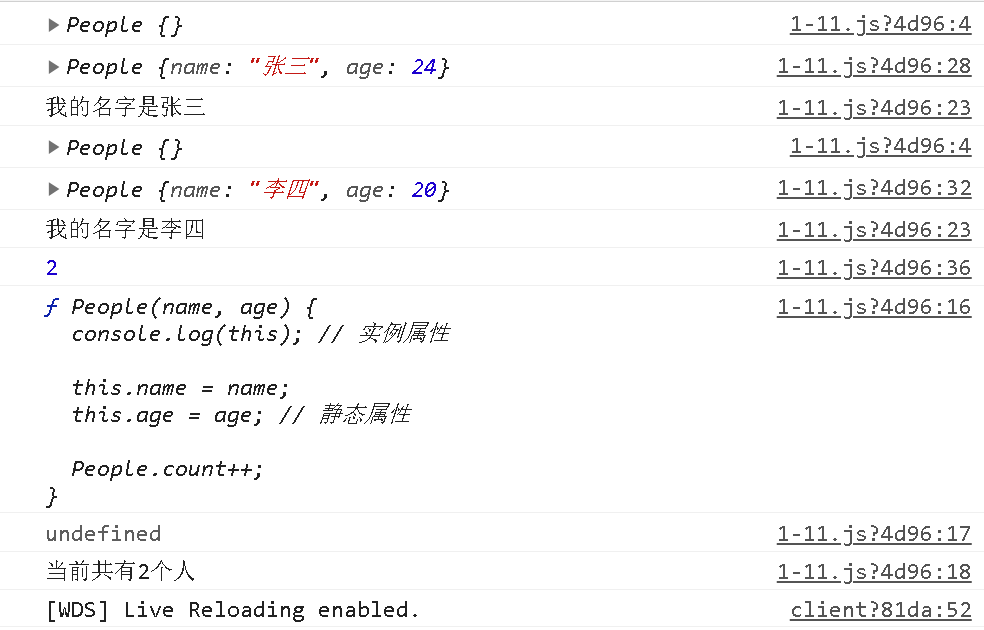 People {} 1-11.js?4d96:4
People {name: "张三", age: 24} 1-11.js?4d96:28
我的名字是张三 1-11.js?4d96:23
People {} 1-11.js?4d96:4
People {name: "李四", age: 20} 1-11.js?4d96:32
我的名字是李四 1-11.js?4d96:23
2 1-11.js?4d96:36
ƒ People(name, age) { 1-11.js?4d96:16
console.log(this); // 实例属性
this.name = name;
this.age = age; // 静态属性
People.count++;
}
undefined 1-11.js?4d96:17
当前共有2个人 1-11.js?4d96:18
[WDS] Live Reloading enabled. client?81da:52